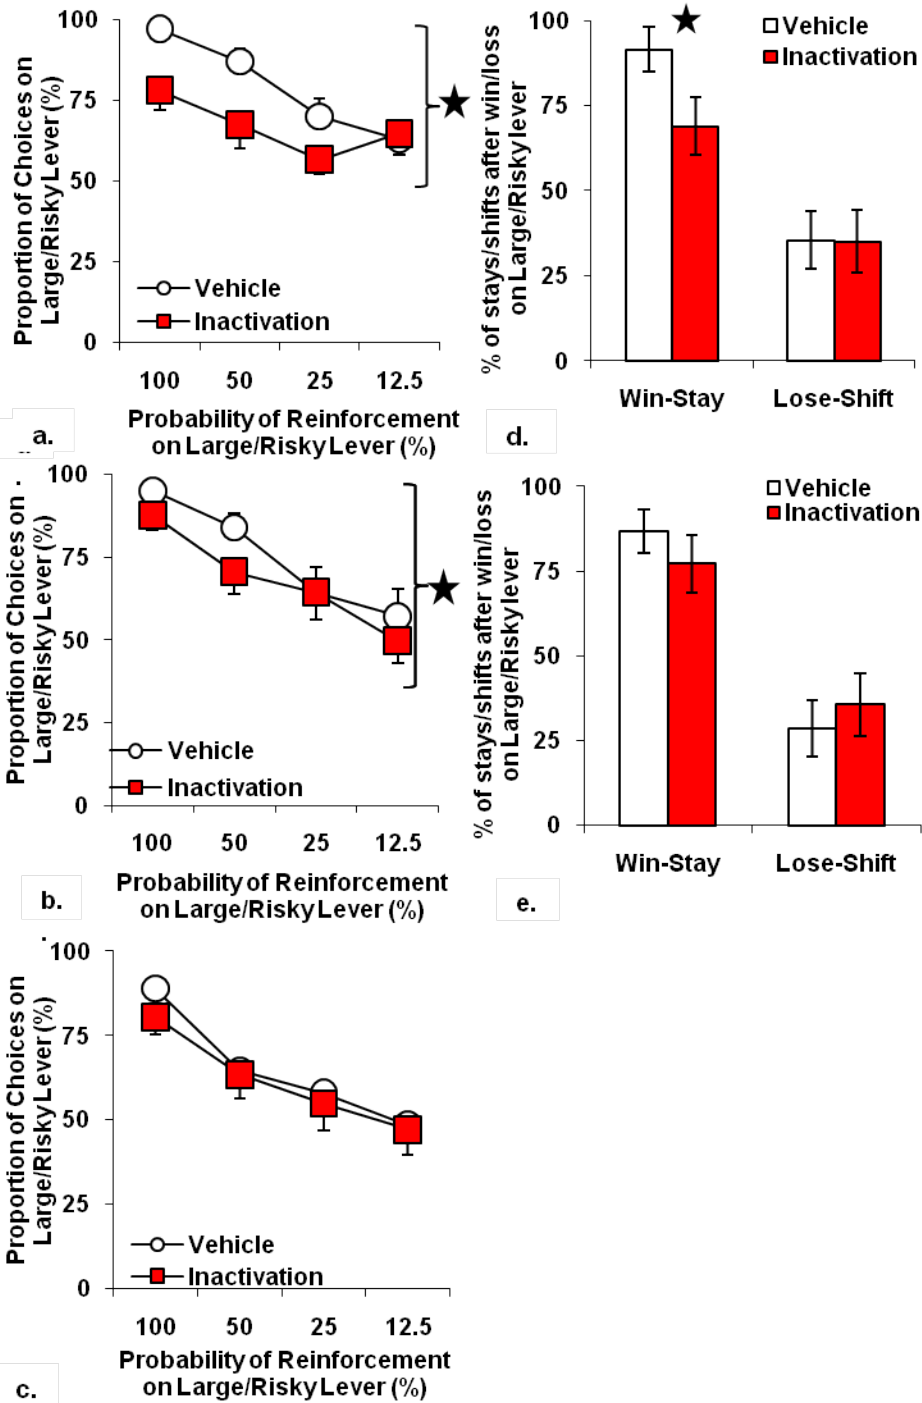 Proportion of Choices on
Large/Risky Lever (%)
100
75
50
25
0
Vehicle
Inactivation
100 50 25 12.5
Probability of Reinforcement
on Large/Risky Lever (%)
a.
% of stays/shifts after win/loss
on Large/Risky lever
100
75
50
25
0
Vehicle
Inactivation
Win-Stay Lose-Shift
d.
Proportion of Choices on
Large/Risky Lever (%)
100
75
50
25
0
Vehicle
Inactivation
100 50 25 12.5
Probability of Reinforcement
on Large/Risky Lever (%)
b.
% of stays/shifts after win/loss
on Large/Risky lever
100
75
50
25
0
Vehicle
Inactivation
Win-Stay Lose-Shift
e.
Proportion of Choices on
Large/Risky Lever (%)
100
75
50
25
0
Vehicle
Inactivation
100 50 25 12.5
Probability of Reinforcement
on Large/Risky Lever (%)
c.